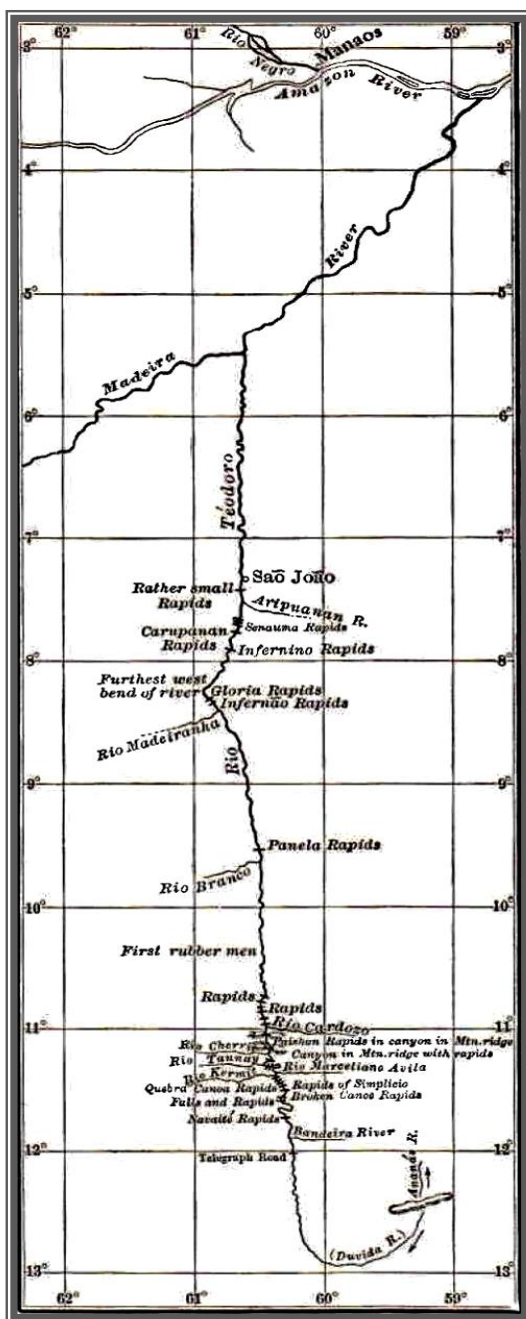 62° 61° 60° 59°
Rio
Negro
Manaos
3° 3°
Amazon River
4° 4°
River
5° 5°
Madeira
6° 6°
Téodoro
7° 7°
Saõ Joaõ
Rather small
Rapids
Aripuanan R.
Senauma Rapids
Carupanan
Rapids
Infernino Rapids
8° 8°
Furthest west
bend of river
Gloria Rapids
Infernão Rapids
Rio Madeiranha
Rio
9° 9°
Panela Rapids
Rio Branco
10° 10°
First rubber men
Rapids
Rapids
Rio Cardozo
11° 11°
Rio Cherrie
Paishon Rapids in canyon in Mtn.ridge
Canyon in Mtn.ridge with rapids
Rio Taunay
Rio Marceliano Avila
Rio Kermit
Quebra Canoa Rapids
Rapids of Simplicio
Broken Canoe Rapids
Falls and Rapids
Navaité Rapids
Bandeira River
12° 12°
Telegraph Road
Ananás R.
(Duvida R.)
13° 13°
62° 61° 60° 59°